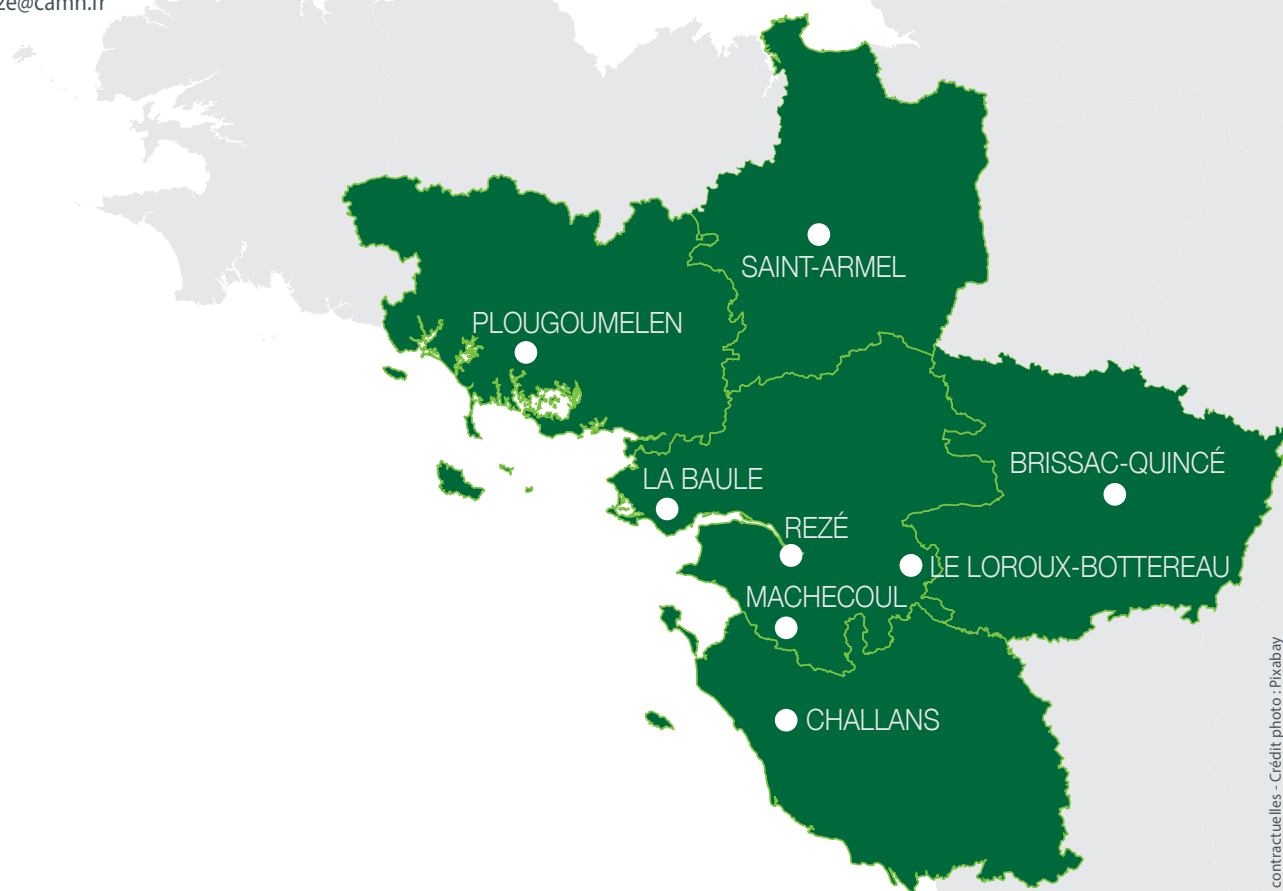 ze@camn.fr
SAINT-ARMEL
PLOUGOUMELEN
BRISSAC-QUINCÉ
LA BAULE
REZÉ
LE LOROUX-BOTTEREAU
MACHECOUL
CHALLANS
contractuelles - Crédit photo : Pixabay